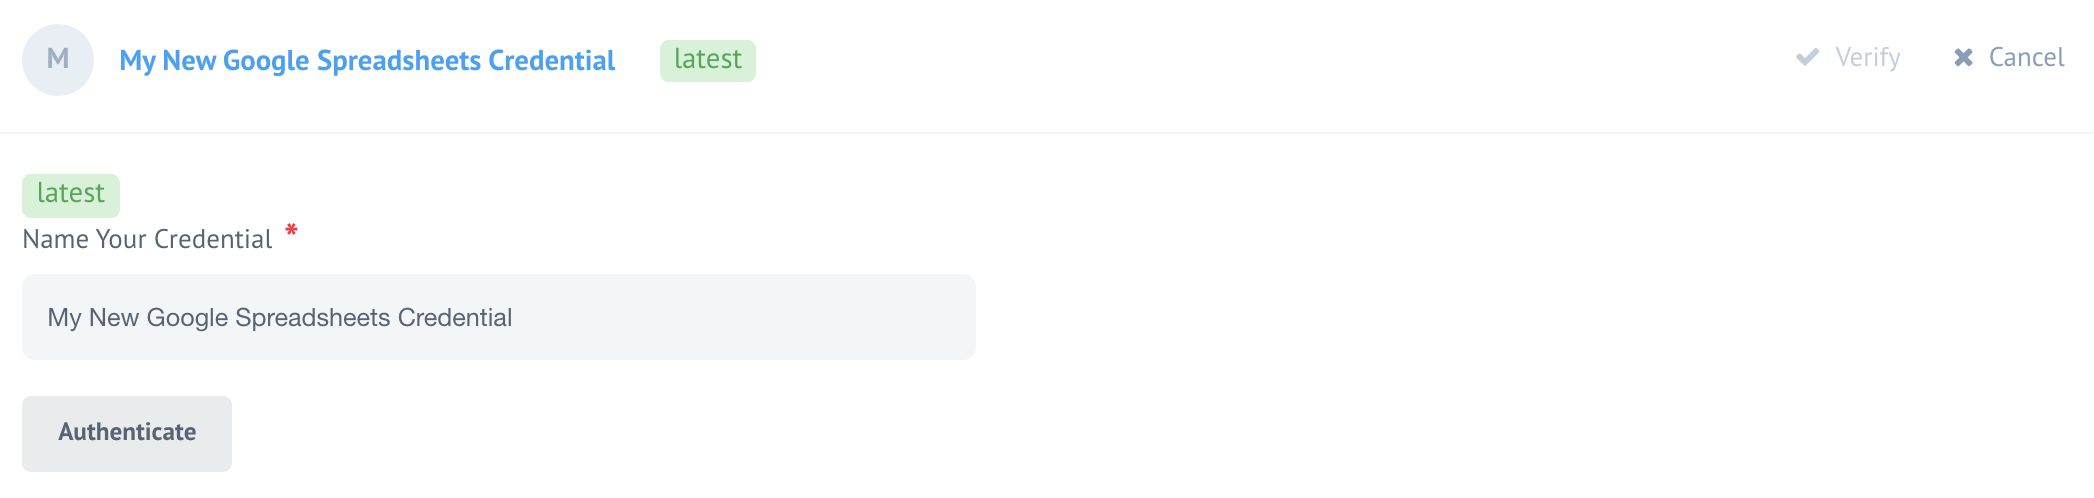 M My New Google Spreadsheets Credential latest Verify Cancel
latest
Name Your Credential *
My New Google Spreadsheets Credential
Authenticate